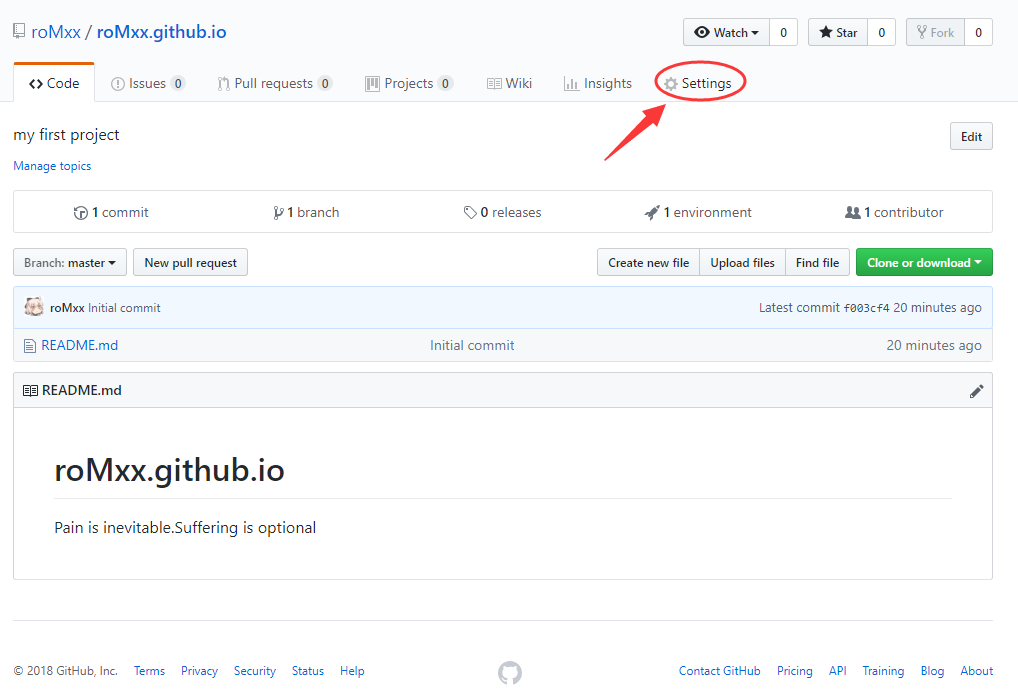 roMxx / roMxx.github.io
Watch 0 Star 0 Fork 0
Code Issues 0 Pull requests 0 Projects 0 Wiki Insights Settings
my first project
Edit
Manage topics
1 commit 1 branch 0 releases 1 environment 1 contributor
Branch: master New pull request Create new file Upload files Find file Clone or download
roMxx Initial commit Latest commit f003cf4 20 minutes ago
README.md Initial commit 20 minutes ago
README.md
roMxx.github.io
Pain is inevitable.Suffering is optional
© 2018 GitHub, Inc. Terms Privacy Security Status Help Contact GitHub Pricing API Training Blog About